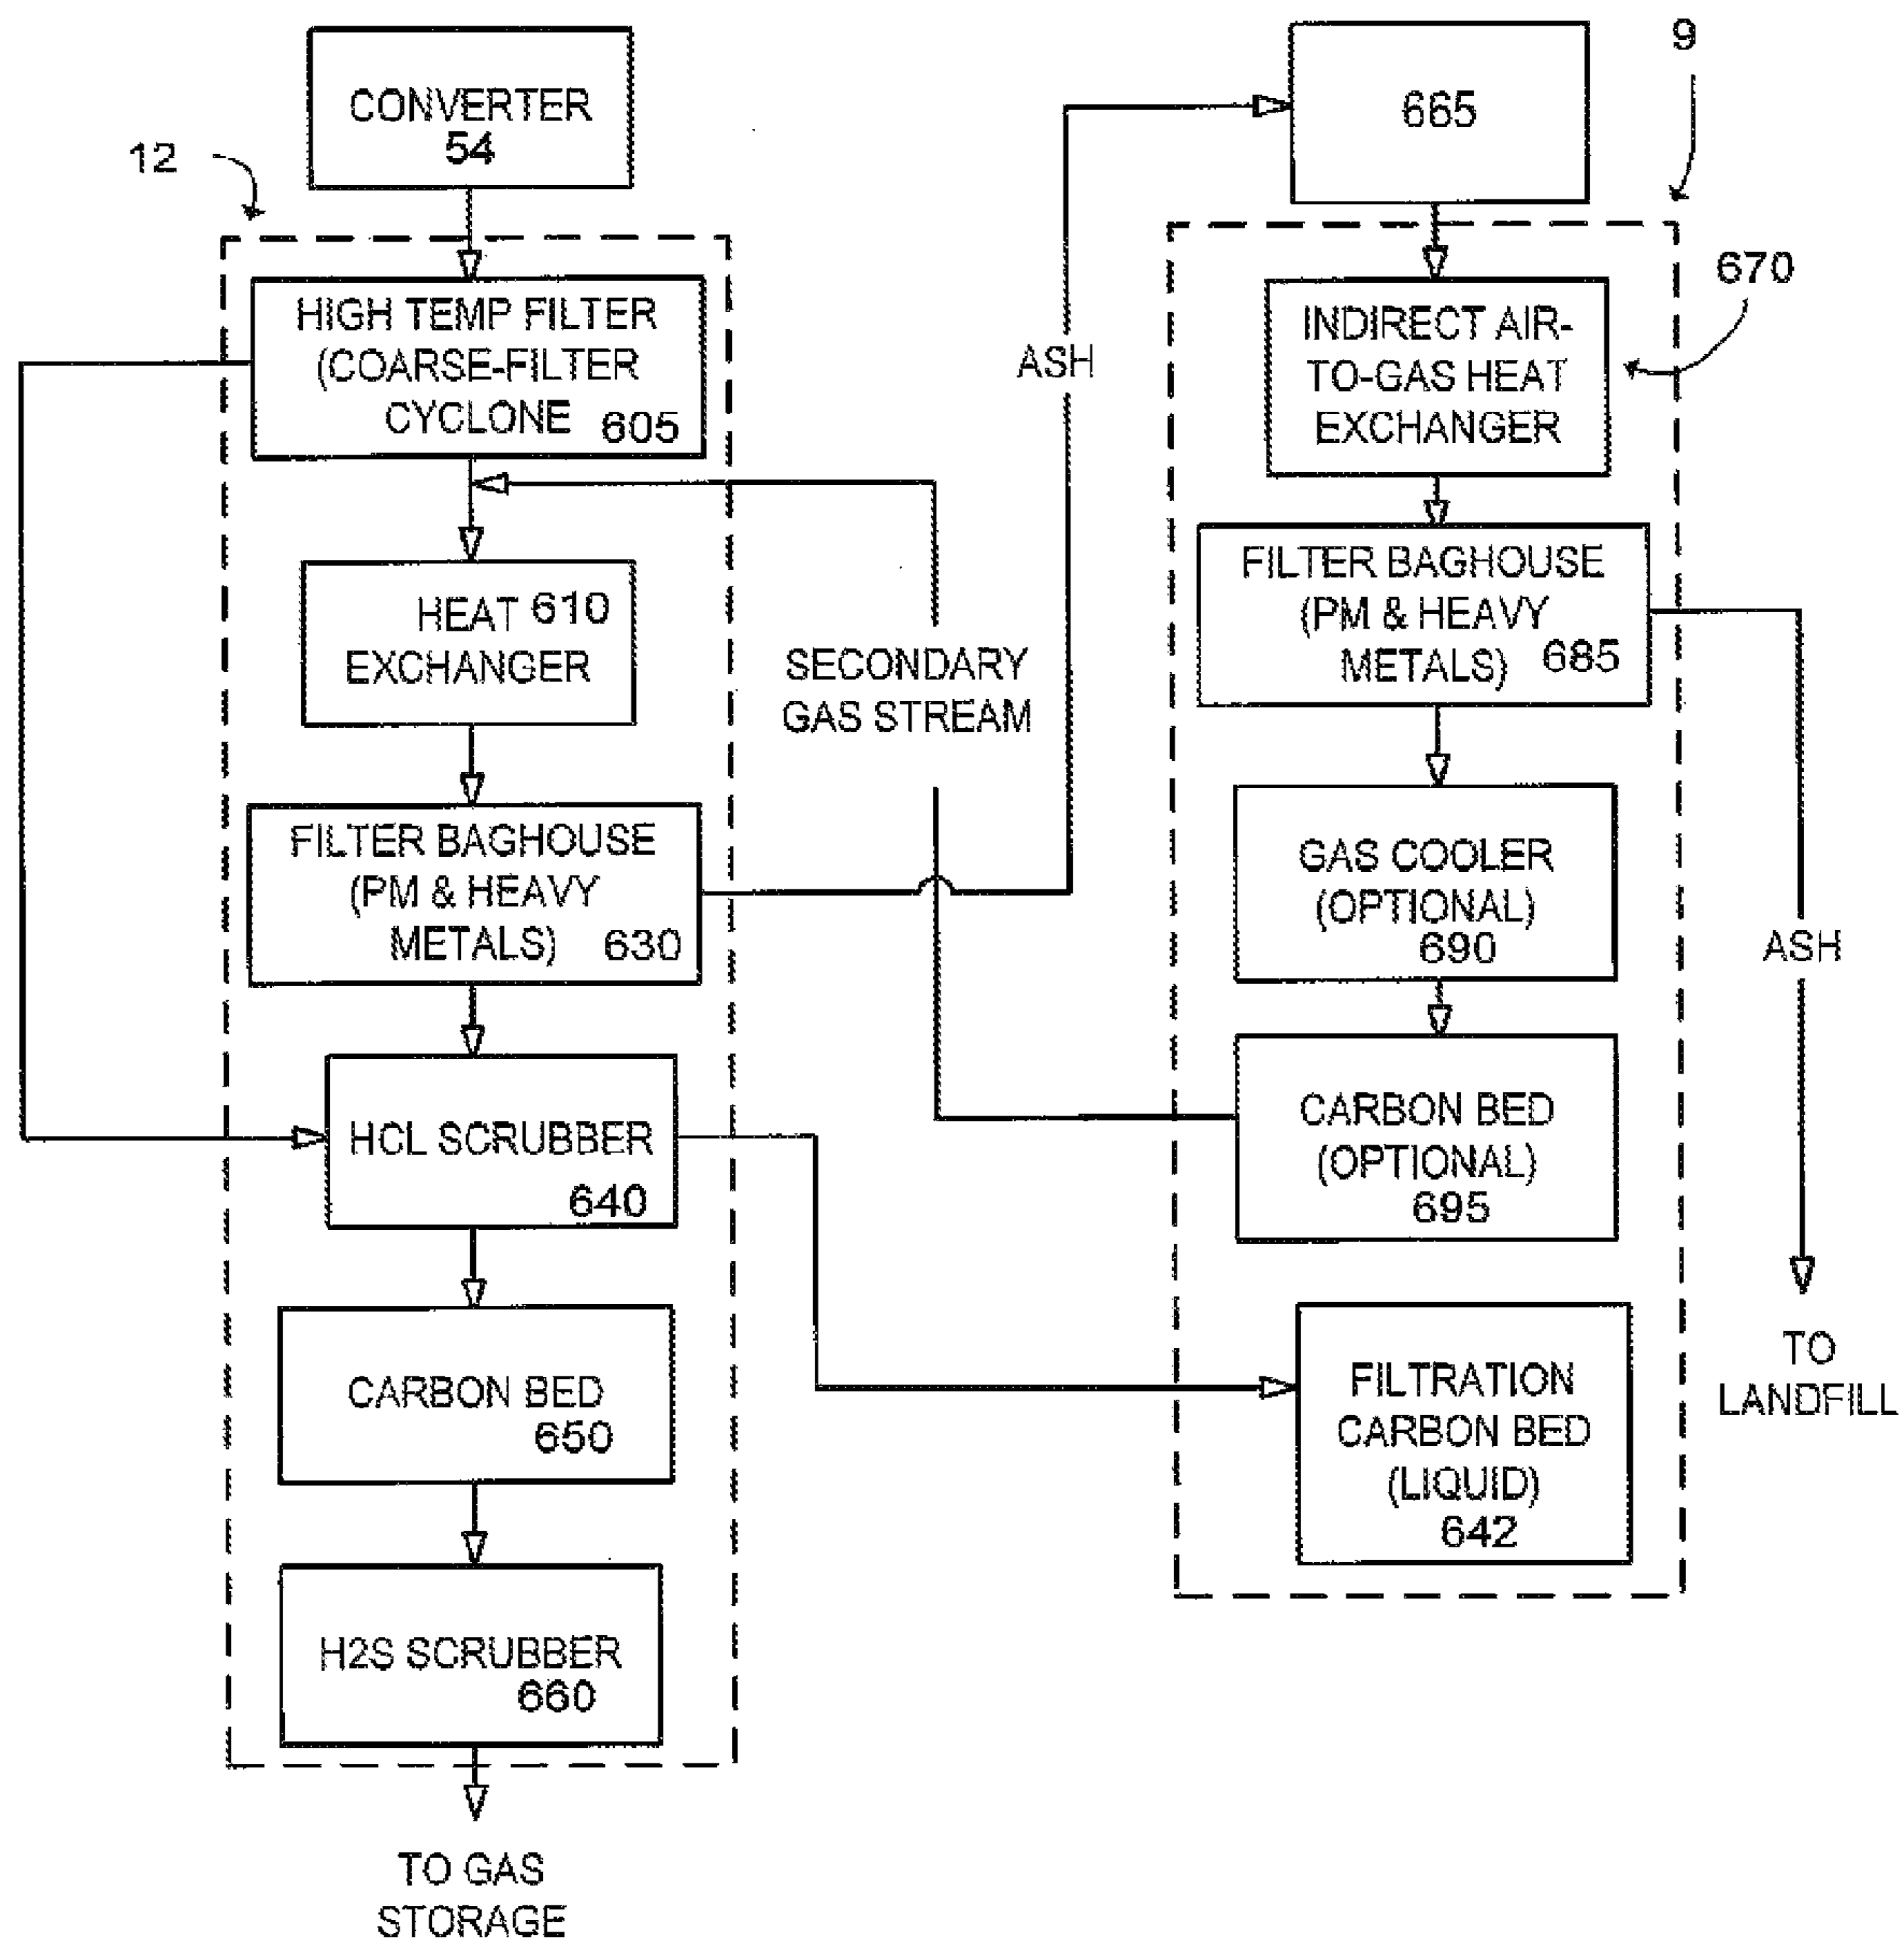 CONVERTER
54
12
HIGH TEMP FILTER
(COARSE-FILTER
CYCLONE 605
HEAT 610
EXCHANGER
FILTER BAGHOUSE
(PM & HEAVY
METALS) 630
HCL SCRUBBER
640
CARBON BED
650
H2S SCRUBBER
660
TO GAS
STORAGE
SECONDARY
GAS STREAM
ASH
665
9
670
INDIRECT AIR-
TO-GAS HEAT
EXCHANGER
FILTER BAGHOUSE
(PM & HEAVY
METALS) 685
GAS COOLER
(OPTIONAL)
690
CARBON BED
(OPTIONAL)
695
FILTRATION
CARBON BED
(LIQUID)
642
ASH
TO
LANDFILL